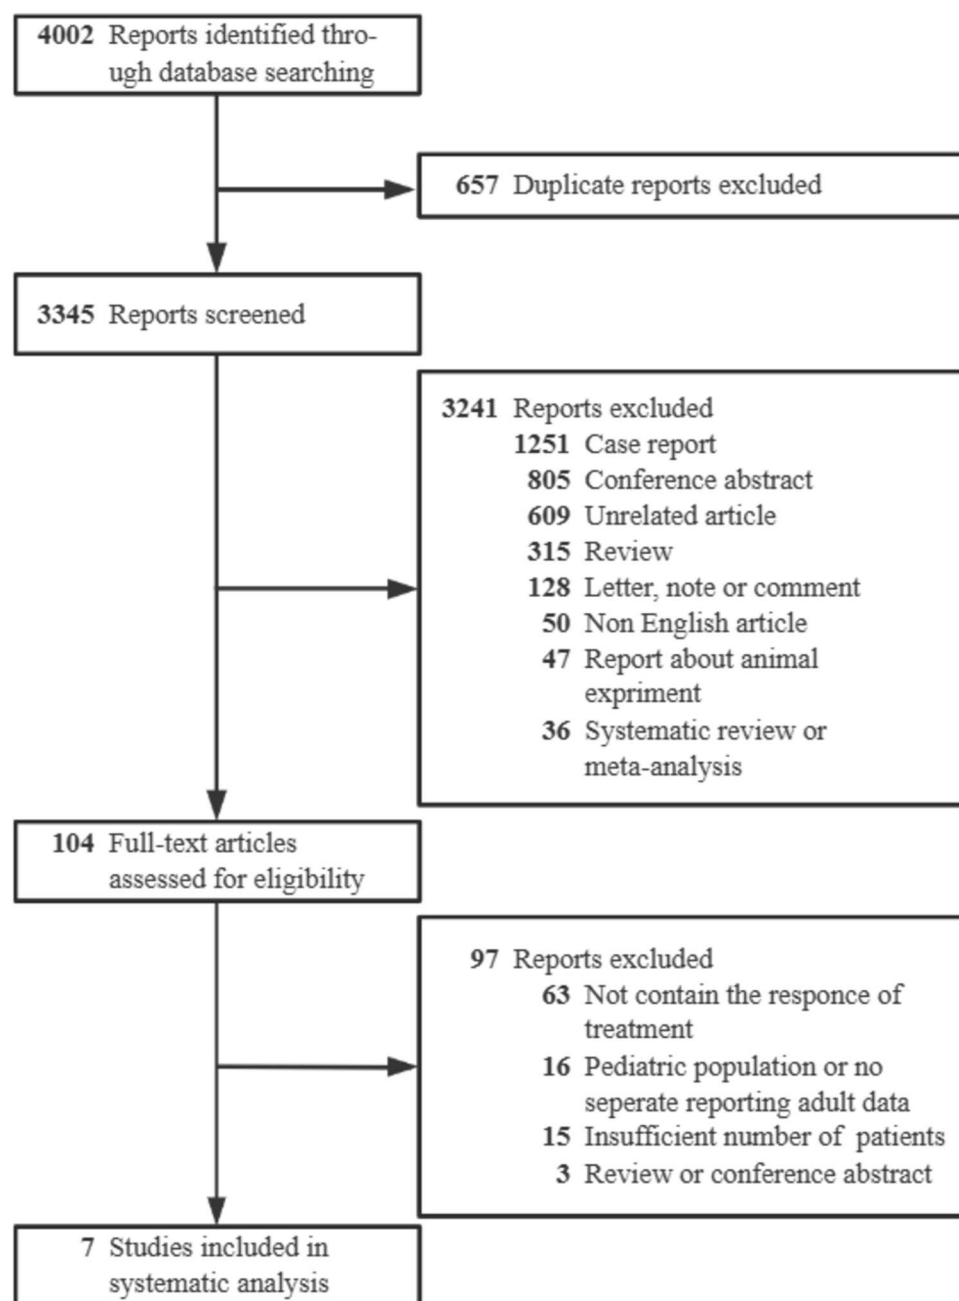 4002 Reports identified thro-
ugh database searching
657 Duplicate reports excluded
3345 Reports screened
3241 Reports excluded
1251 Case report
805 Conference abstract
609 Unrelated article
315 Review
128 Letter, note or comment
50 Non English article
47 Report about animal
expriment
36 Systematic review or
meta-analysis
104 Full-text articles
assessed for eligibility
97 Reports excluded
63 Not contain the responce of
treatment
16 Pediatric population or no
seperate reporting adult data
15 Insufficient number of patients
3 Review or conference abstract
7 Studies included in
systematic analysis